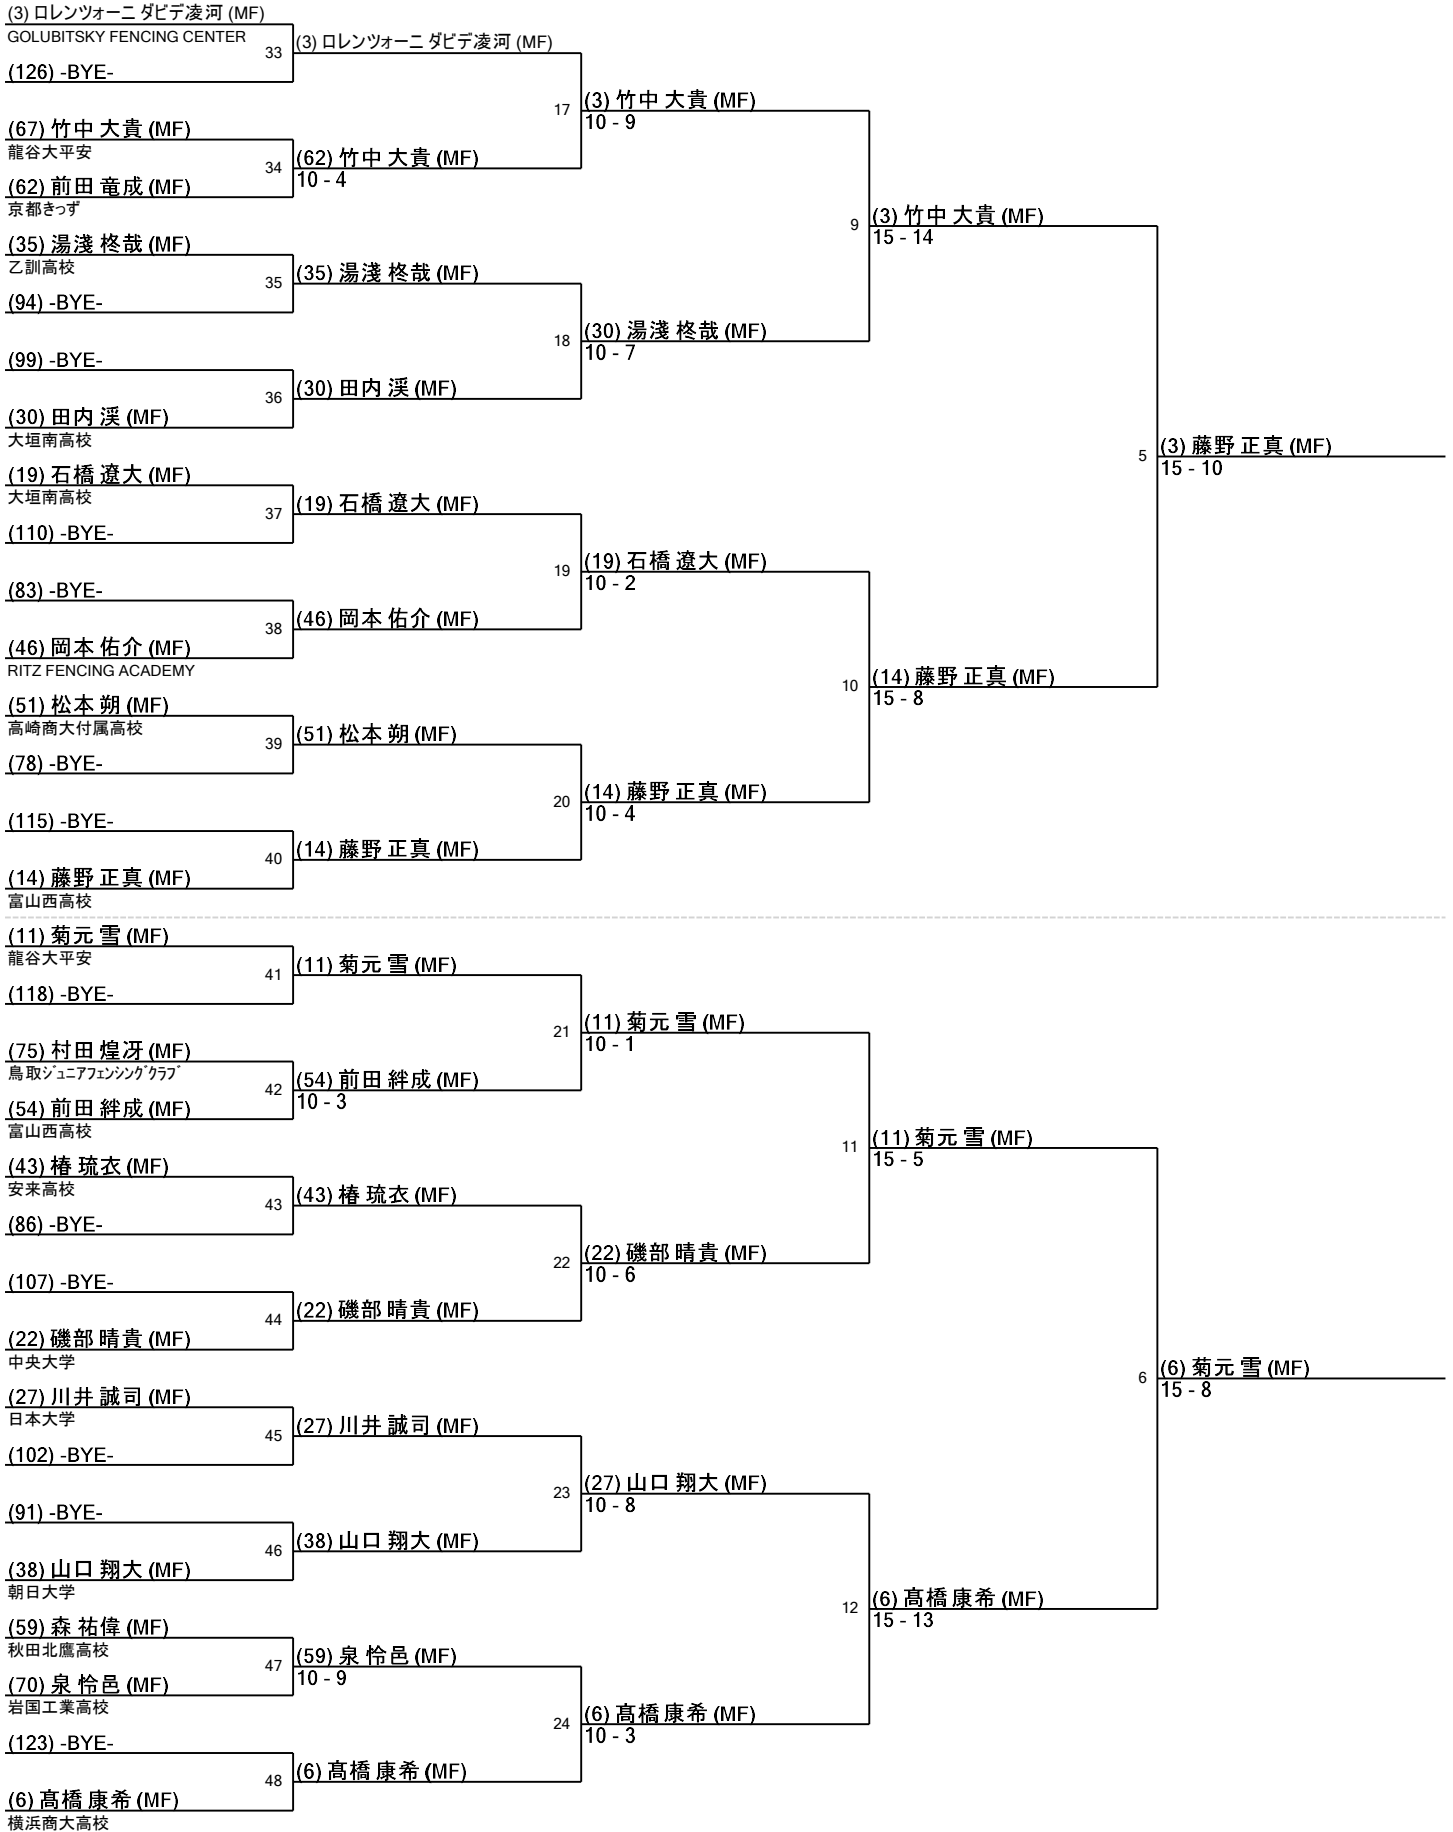 (3) ロレンツォーニ ダビデ凌河 (MF)
GOLUBITSKY FENCING CENTER
33
(3) ロレンツォーニ ダビデ凌河 (MF)
(126) -BYE-
17
(3) 竹中 大貴 (MF)
10 - 9
(67) 竹中 大貴 (MF)
龍谷大平安
34
(62) 竹中 大貴 (MF)
10 - 4
(62) 前田 竜成 (MF)
京都きっず
9
(3) 竹中 大貴 (MF)
15 - 14
(35) 湯淺 柊哉 (MF)
乙訓高校
35
(35) 湯淺 柊哉 (MF)
(94) -BYE-
18
(30) 湯淺 柊哉 (MF)
10 - 7
(99) -BYE-
36
(30) 田内 渓 (MF)
(30) 田内 渓 (MF)
大垣南高校
5
(3) 藤野 正真 (MF)
15 - 10
(19) 石橋 遼大 (MF)
大垣南高校
37
(19) 石橋 遼大 (MF)
(110) -BYE-
19
(19) 石橋 遼大 (MF)
10 - 2
(83) -BYE-
38
(46) 岡本 佑介 (MF)
(46) 岡本 佑介 (MF)
RITZ FENCING ACADEMY
10
(14) 藤野 正真 (MF)
15 - 8
(51) 松本 朔 (MF)
高崎商大付属高校
39
(51) 松本 朔 (MF)
(78) -BYE-
20
(14) 藤野 正真 (MF)
10 - 4
(115) -BYE-
40
(14) 藤野 正真 (MF)
(14) 藤野 正真 (MF)
富山西高校
(11) 菊元 雪 (MF)
龍谷大平安
41
(11) 菊元 雪 (MF)
(118) -BYE-
21
(11) 菊元 雪 (MF)
10 - 1
(75) 村田 煌冴 (MF)
鳥取ｼﾞｭﾆｱフェンシングクラブ
42
(54) 前田 絆成 (MF)
10 - 3
(54) 前田 絆成 (MF)
富山西高校
11
(11) 菊元 雪 (MF)
15 - 5
(43) 椿 琉衣 (MF)
安来高校
43
(43) 椿 琉衣 (MF)
(86) -BYE-
22
(22) 磯部 晴貴 (MF)
10 - 6
(107) -BYE-
44
(22) 磯部 晴貴 (MF)
(22) 磯部 晴貴 (MF)
中央大学
6
(6) 菊元 雪 (MF)
15 - 8
(27) 川井 誠司 (MF)
日本大学
45
(27) 川井 誠司 (MF)
(102) -BYE-
23
(27) 山口 翔大 (MF)
10 - 8
(91) -BYE-
46
(38) 山口 翔大 (MF)
(38) 山口 翔大 (MF)
朝日大学
12
(6) 髙橋 康希 (MF)
15 - 13
(59) 森 祐偉 (MF)
秋田北鷹高校
47
(59) 泉 怜邑 (MF)
10 - 9
(70) 泉 怜邑 (MF)
岩国工業高校
24
(6) 髙橋 康希 (MF)
10 - 3
(123) -BYE-
48
(6) 髙橋 康希 (MF)
(6) 髙橋 康希 (MF)
横浜商大高校